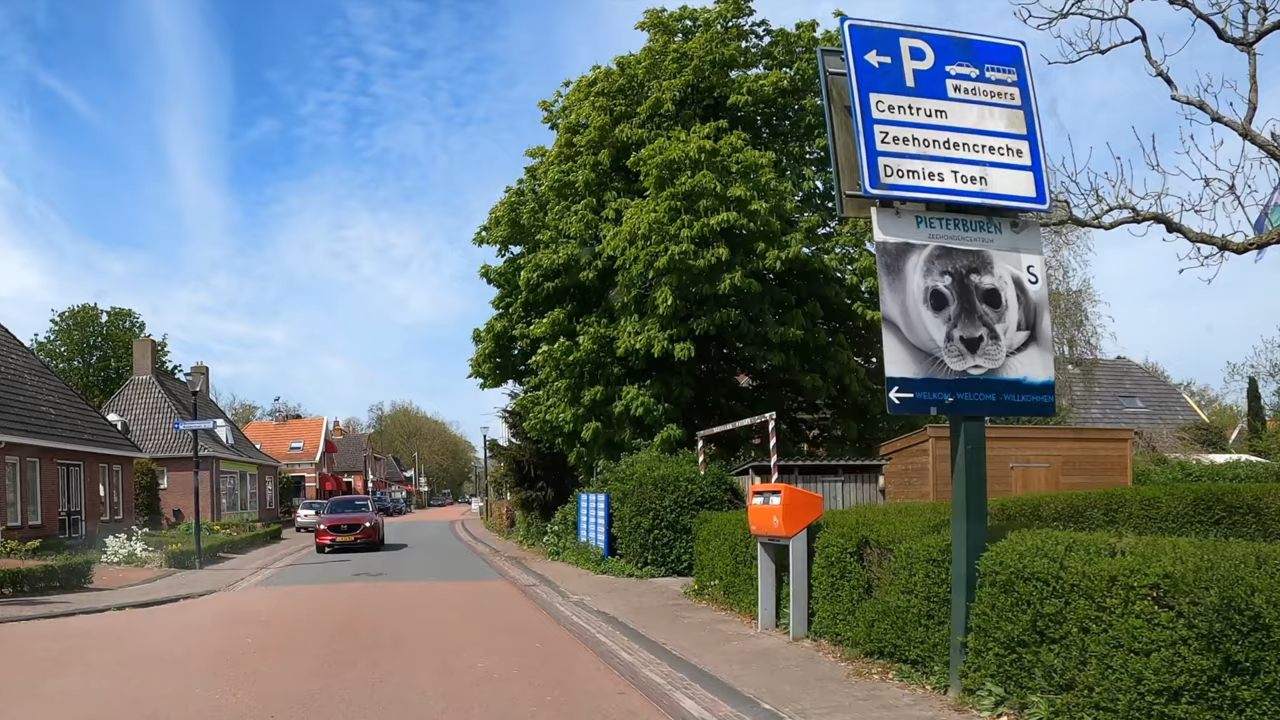 P
Wadlopers
Centrum
Zeehondencreche
Domies Toen
PIETERBUREN
ZEEHONDENCENTRUM
S
WELKOM - WELCOME - WILLKOMMEN